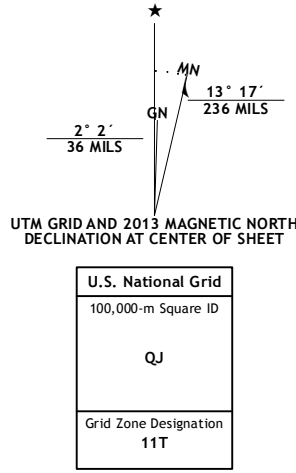 ★
MN
GN
13° 17´
236 MILS
2° 2´
36 MILS
UTM GRID AND 2013 MAGNETIC NORTH
DECLINATION AT CENTER OF SHEET
U.S. National Grid
100,000-m Square ID
QJ
Grid Zone Designation
11T